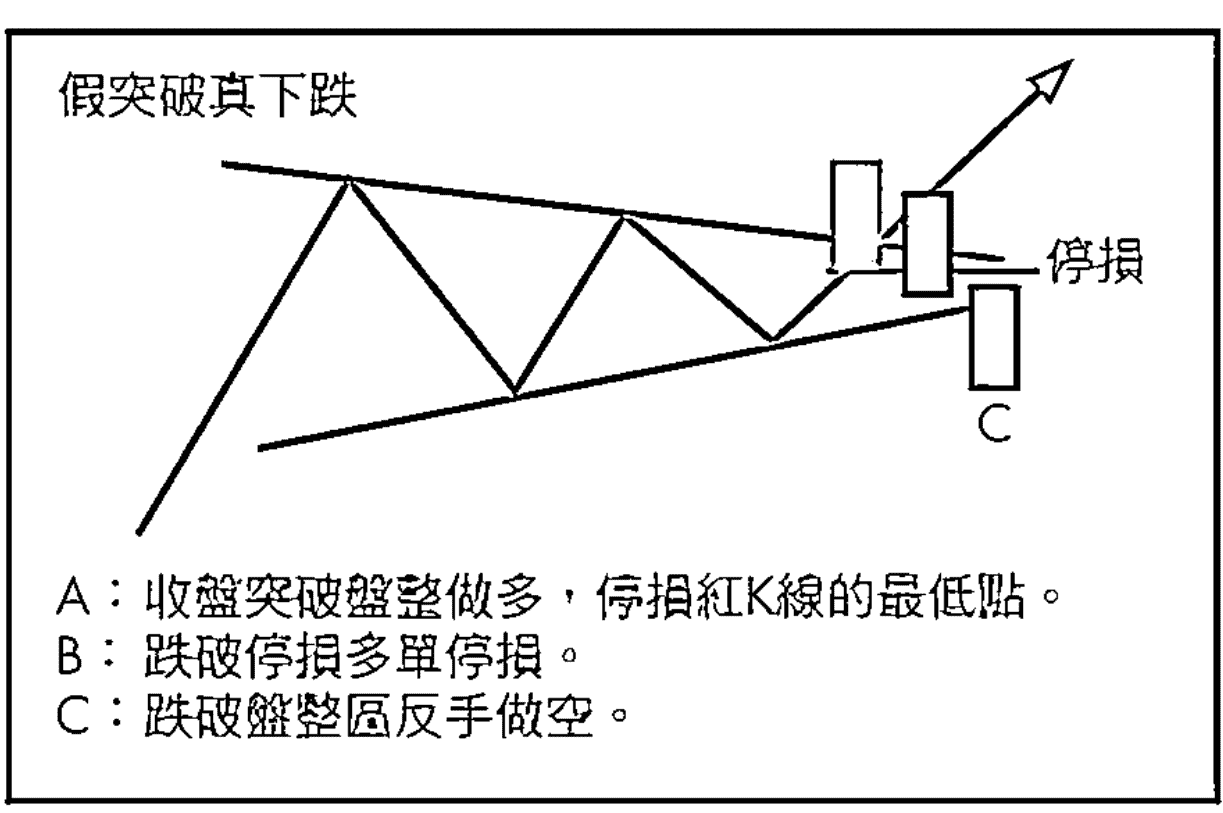 假突破真下跌
停損
C
A：收盤突破盤整做多，停損紅K線的最低點。
B：跌破停損多單停損。
C：跌破盤整區反手做空。